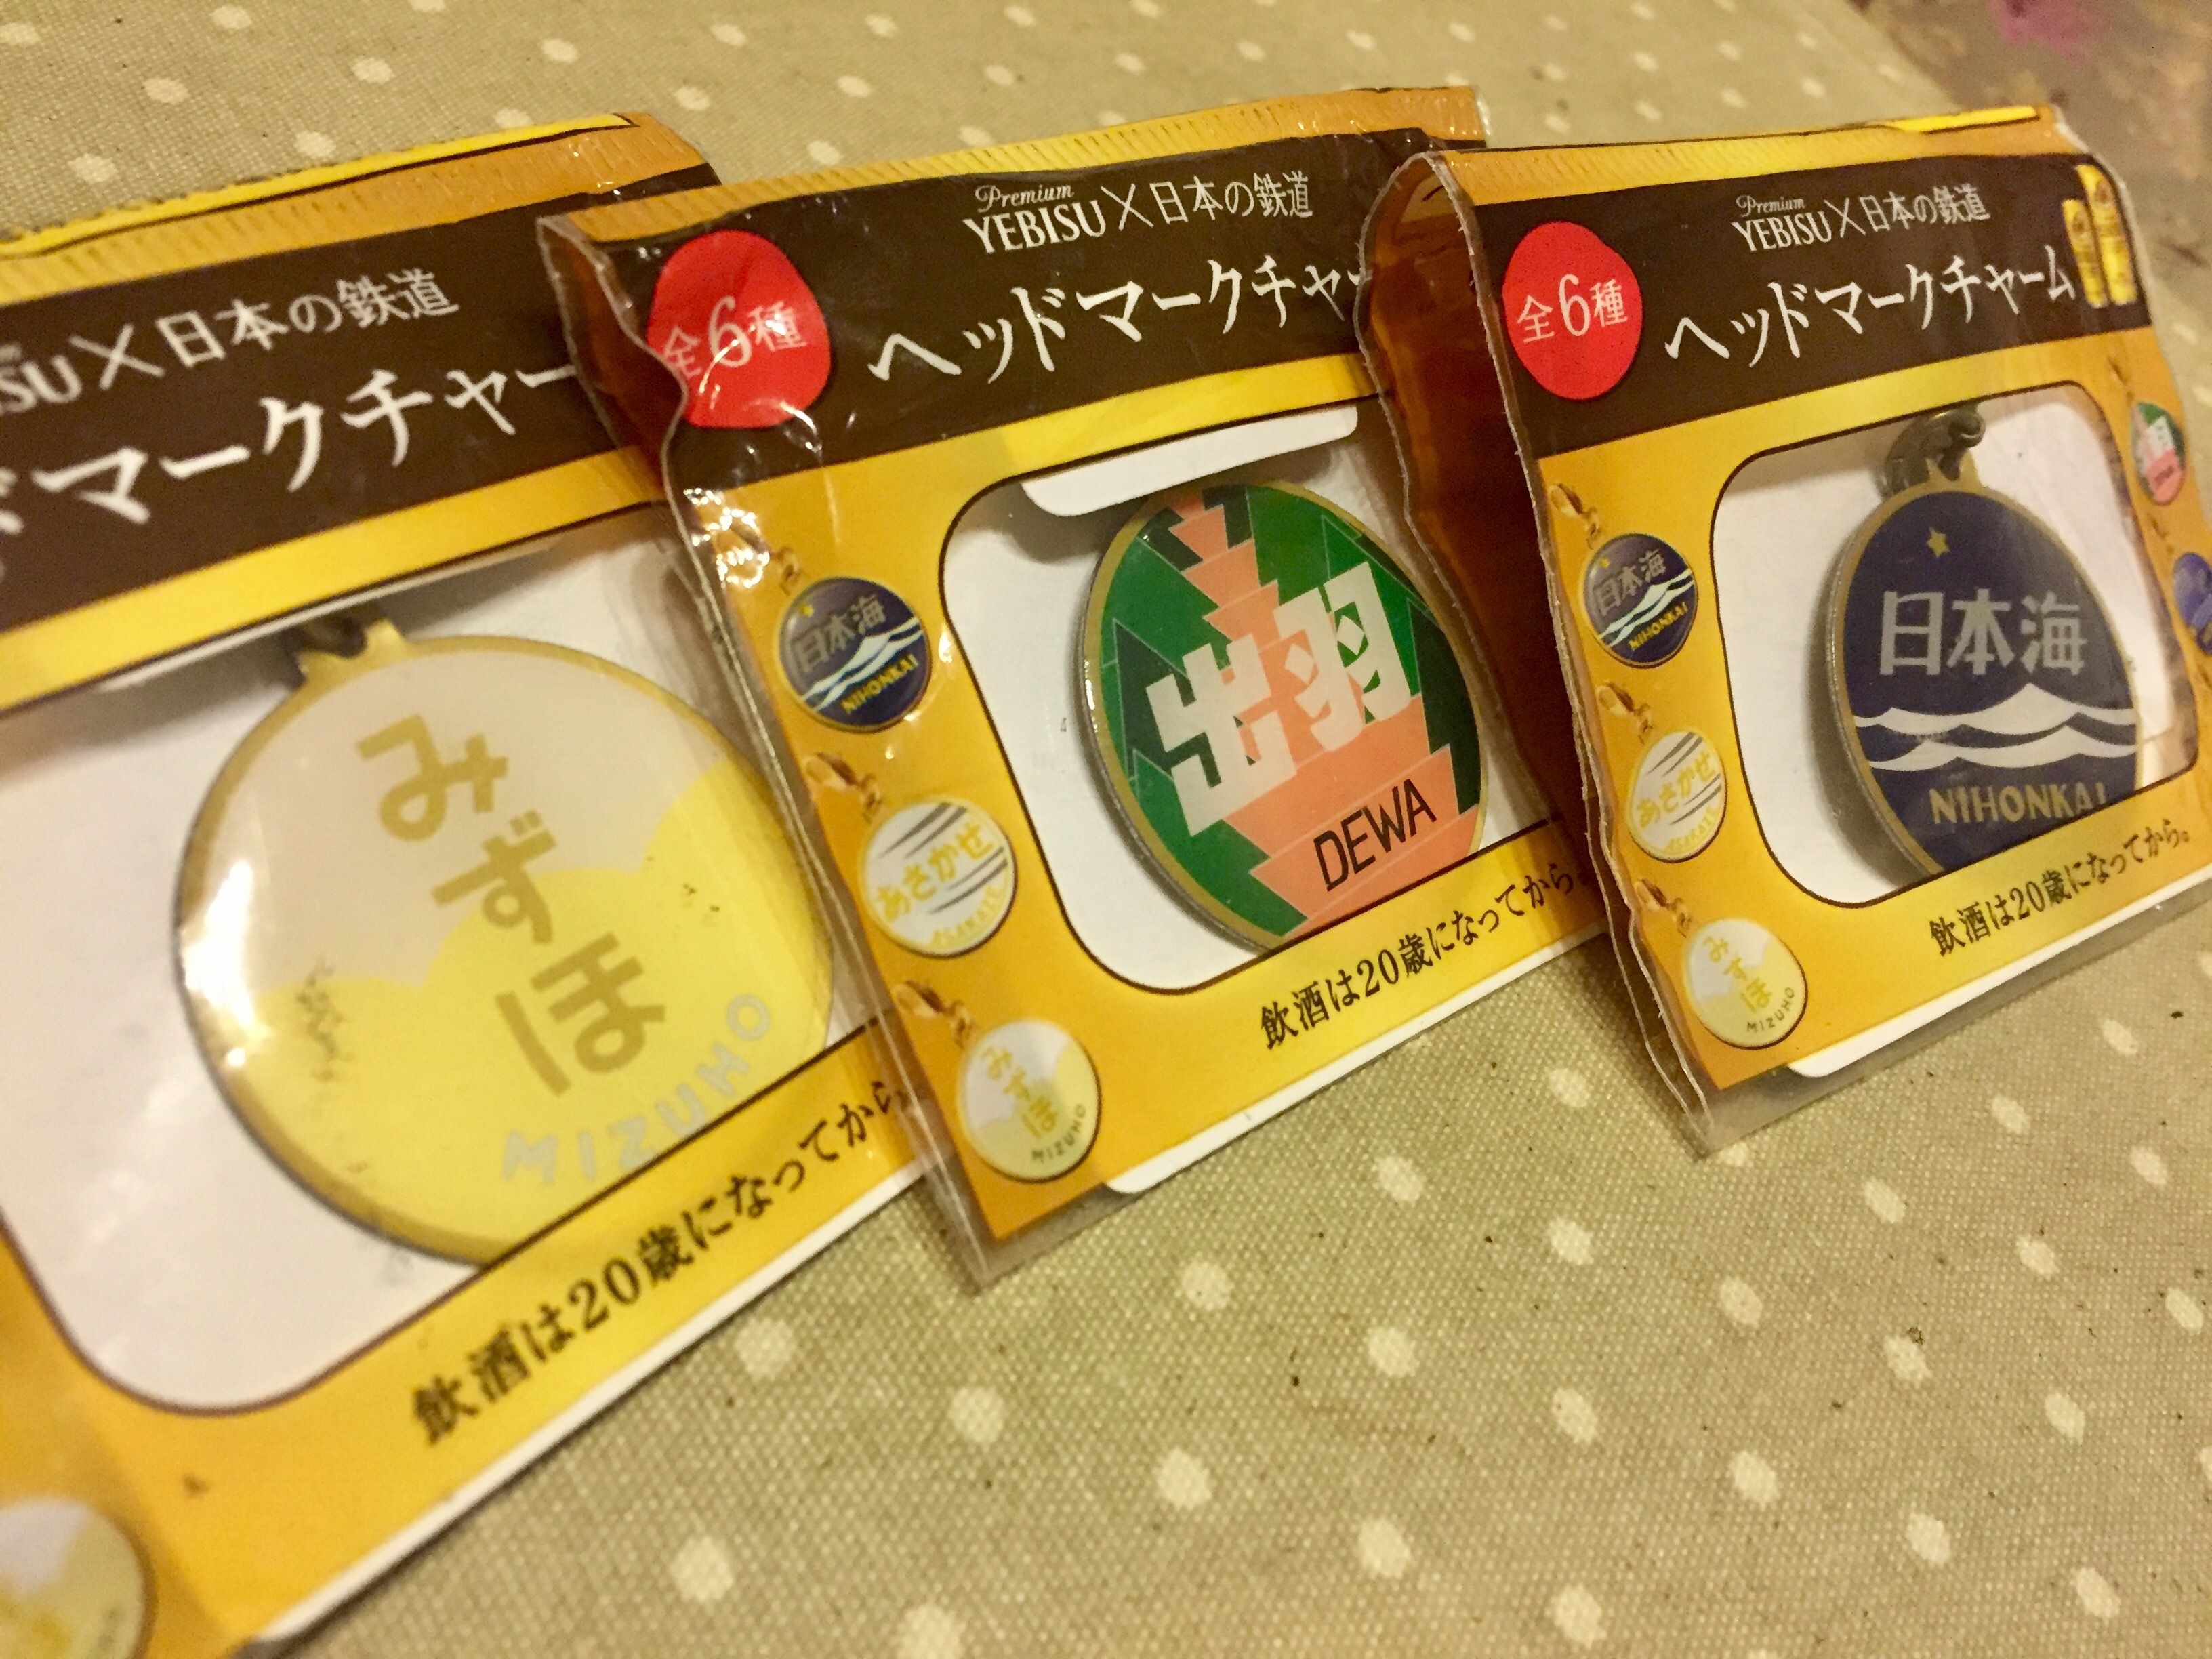 SU×日本の鉄道
ドマークチャー
みずほ
MIZUHO
飲酒は20歳になってから。
全6種
Premium
YEBISU×日本の鉄道
ヘッドマークチャー
日本海
NIHONKAI
あさかぜ
ASAKAZE
みずほ
MIZUHO
出羽
DEWA
飲酒は20歳になってから。
全6種
Premium
YEBISU×日本の鉄道
ヘッドマークチャーム
日本海
NIHONKAI
あさかぜ
ASAKAZE
みずほ
MIZUHO
日本海
NIHONKAI
出羽
飲酒は20歳になってから。